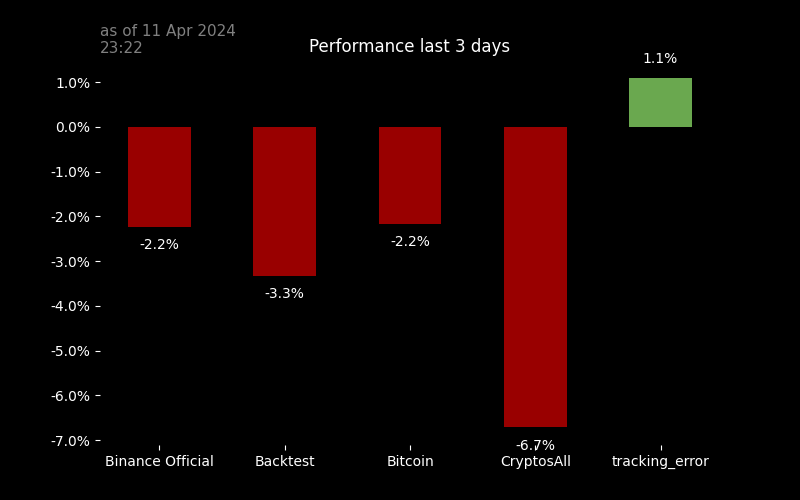 as of 11 Apr 2024
23:22
Performance last 3 days
1.1%
1.0%
0.0%
-1.0%
-2.0%
-3.0%
-4.0%
-5.0%
-6.0%
-7.0%
-2.2%
-3.3%
-2.2%
-6.7%
Binance Official
Backtest
Bitcoin
CryptosAll
tracking_error